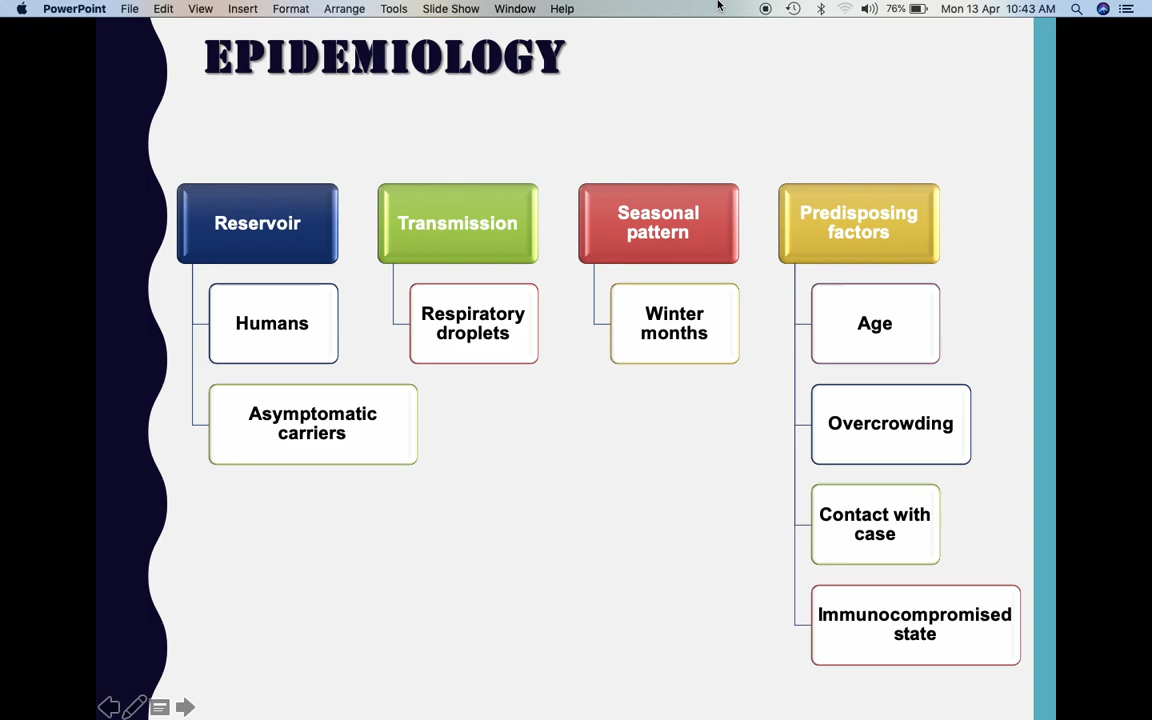 PowerPoint File Edit View Insert Format Arrange Tools Slide Show Window Help 76% Mon 13 Apr 10:43 AM
EPIDEMIOLOGY
Reservoir
Humans
Asymptomatic
carriers
Transmission
Respiratory
droplets
Seasonal
pattern
Winter
months
Predisposing
factors
Age
Overcrowding
Contact with
case
Immunocompromised
state